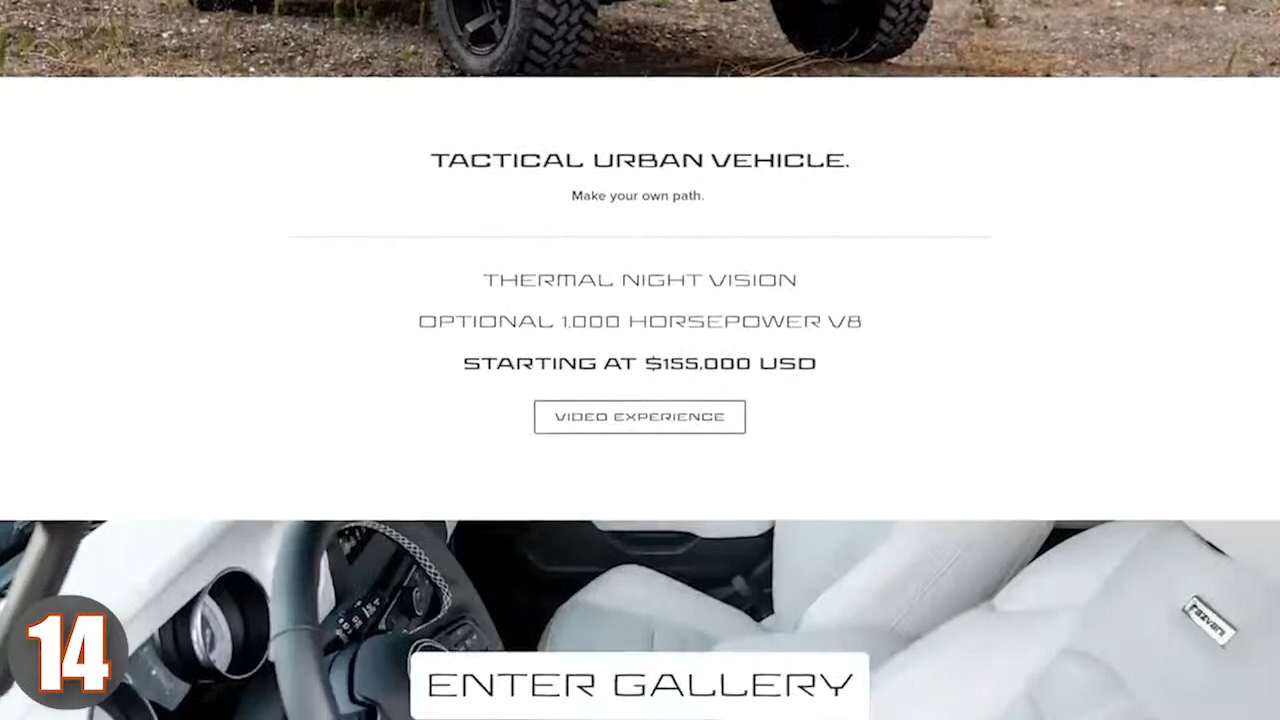 TACTICAL URBAN VEHICLE.
Make your own path.
THERMAL NIGHT VISION
OPTIONAL 1,000 HORSEPOWER V8
STARTING AT $155,000 USD
VIDEO EXPERIENCE
rezvani
14
ENTER GALLERY